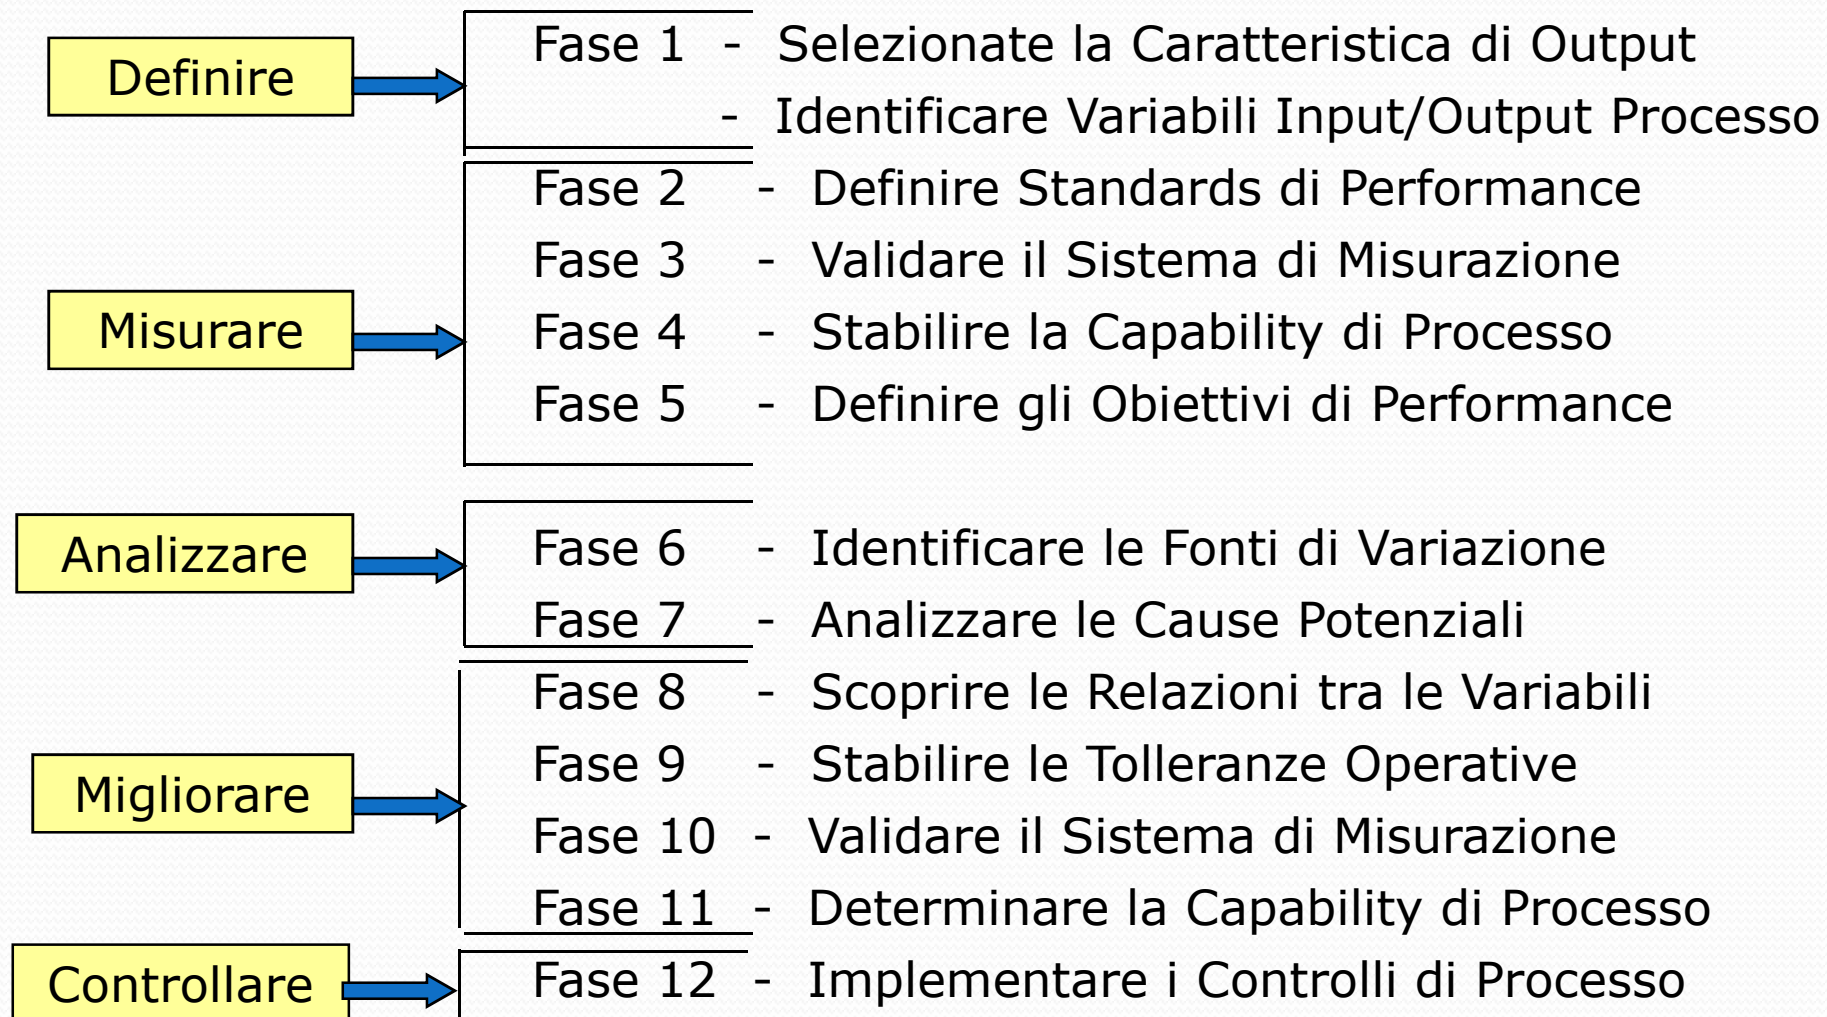 Definire
Fase 1 - Selezionate la Caratteristica di Output
- Identificare Variabili Input/Output Processo
Misurare
Fase 2 - Definire Standards di Performance
Fase 3 - Validare il Sistema di Misurazione
Fase 4 - Stabilire la Capability di Processo
Fase 5 - Definire gli Obiettivi di Performance
Analizzare
Fase 6 - Identificare le Fonti di Variazione
Fase 7 - Analizzare le Cause Potenziali
Migliorare
Fase 8 - Scoprire le Relazioni tra le Variabili
Fase 9 - Stabilire le Tolleranze Operative
Fase 10 - Validare il Sistema di Misurazione
Fase 11 - Determinare la Capability di Processo
Controllare
Fase 12 - Implementare i Controlli di Processo